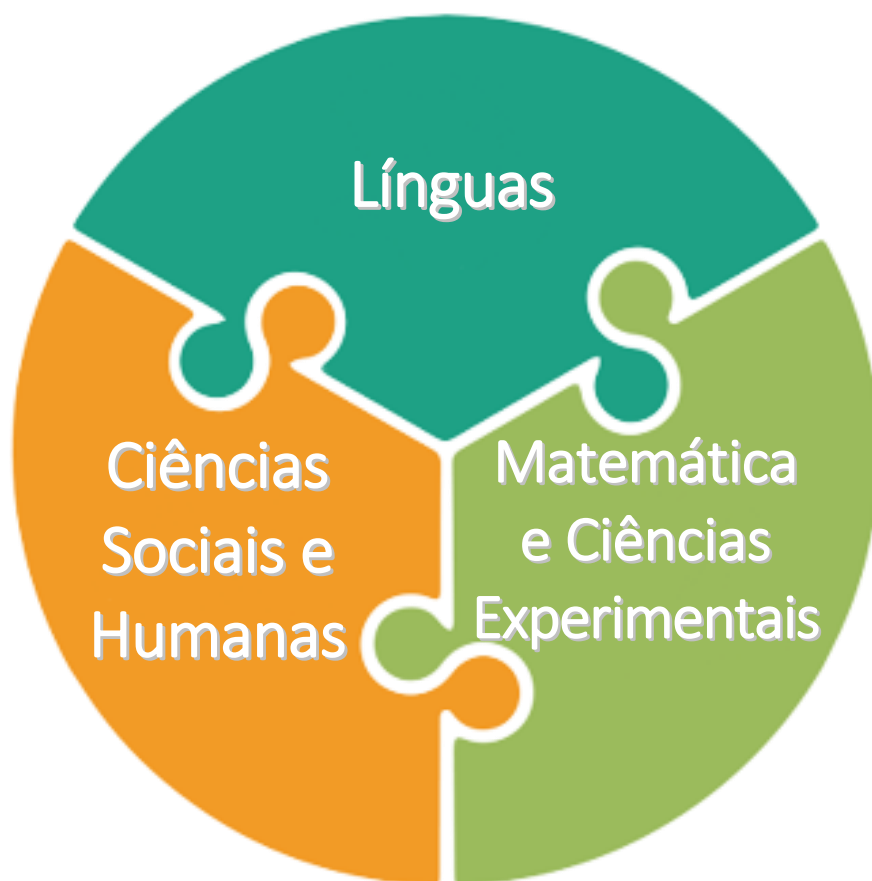 Línguas
Ciências
Sociais e
Humanas
Matemática
e Ciências
Experimentais